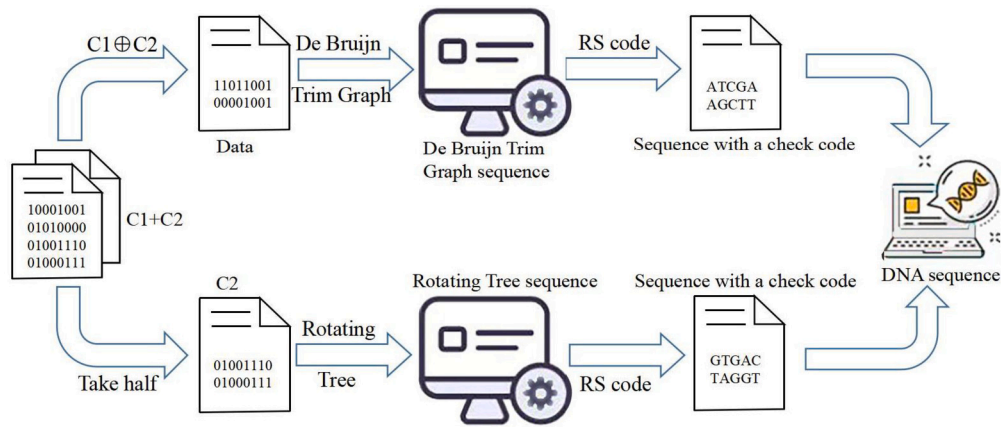 C1⊕C2
11011001
00001001
Data
De Bruijn
Trim Graph
De Bruijn Trim
Graph sequence
RS code
ATCGA
AGCTT
Sequence with a check code
10001001
01010000
01001110
01000111
C1+C2
DNA sequence
Take half
C2
01001110
01000111
Rotating
Tree
Rotating Tree sequence
RS code
Sequence with a check code
GTGAC
TAGGT